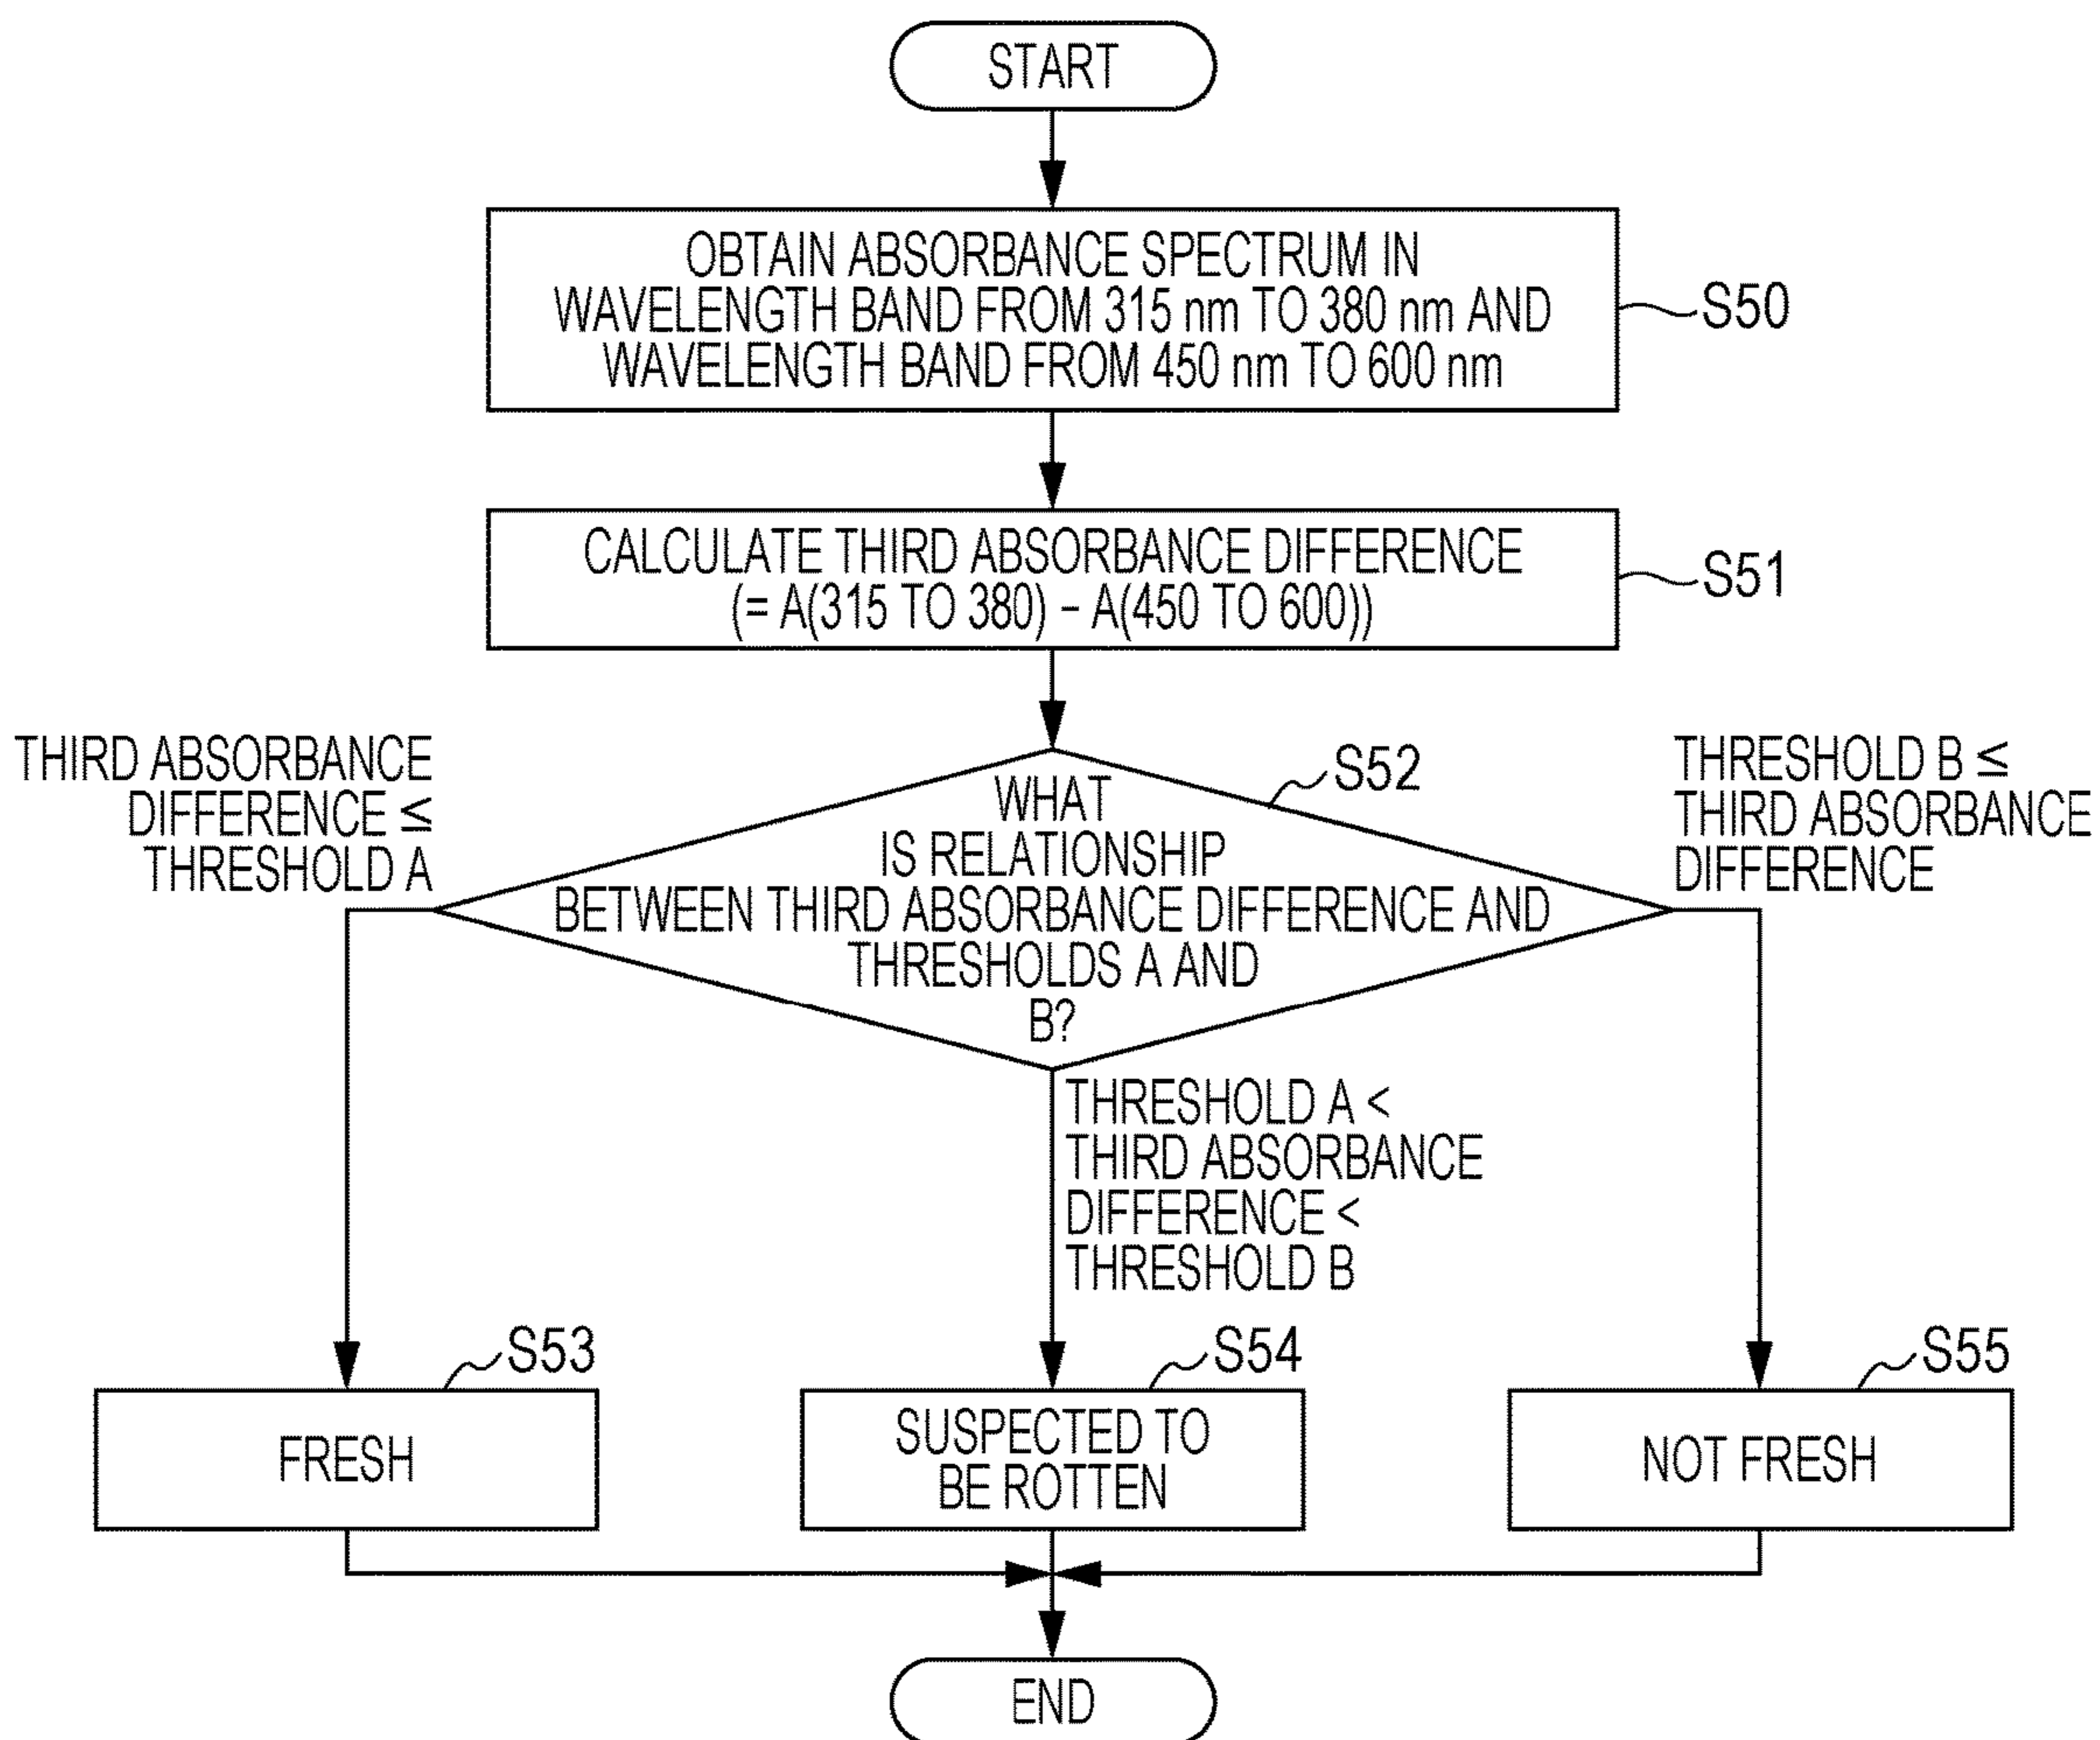 START
OBTAIN ABSORBANCE SPECTRUM IN
WAVELENGTH BAND FROM 315 nm TO 380 nm AND
WAVELENGTH BAND FROM 450 nm TO 600 nm
S50
CALCULATE THIRD ABSORBANCE DIFFERENCE
(= A(315 TO 380) – A(450 TO 600))
S51
THIRD ABSORBANCE
DIFFERENCE ≤
THRESHOLD A
S52
WHAT
IS RELATIONSHIP
BETWEEN THIRD ABSORBANCE DIFFERENCE AND
THRESHOLDS A AND
B?
THRESHOLD B ≤
THIRD ABSORBANCE
DIFFERENCE
THRESHOLD A <
THIRD ABSORBANCE
DIFFERENCE <
THRESHOLD B
S53
FRESH
S54
SUSPECTED TO
BE ROTTEN
S55
NOT FRESH
END